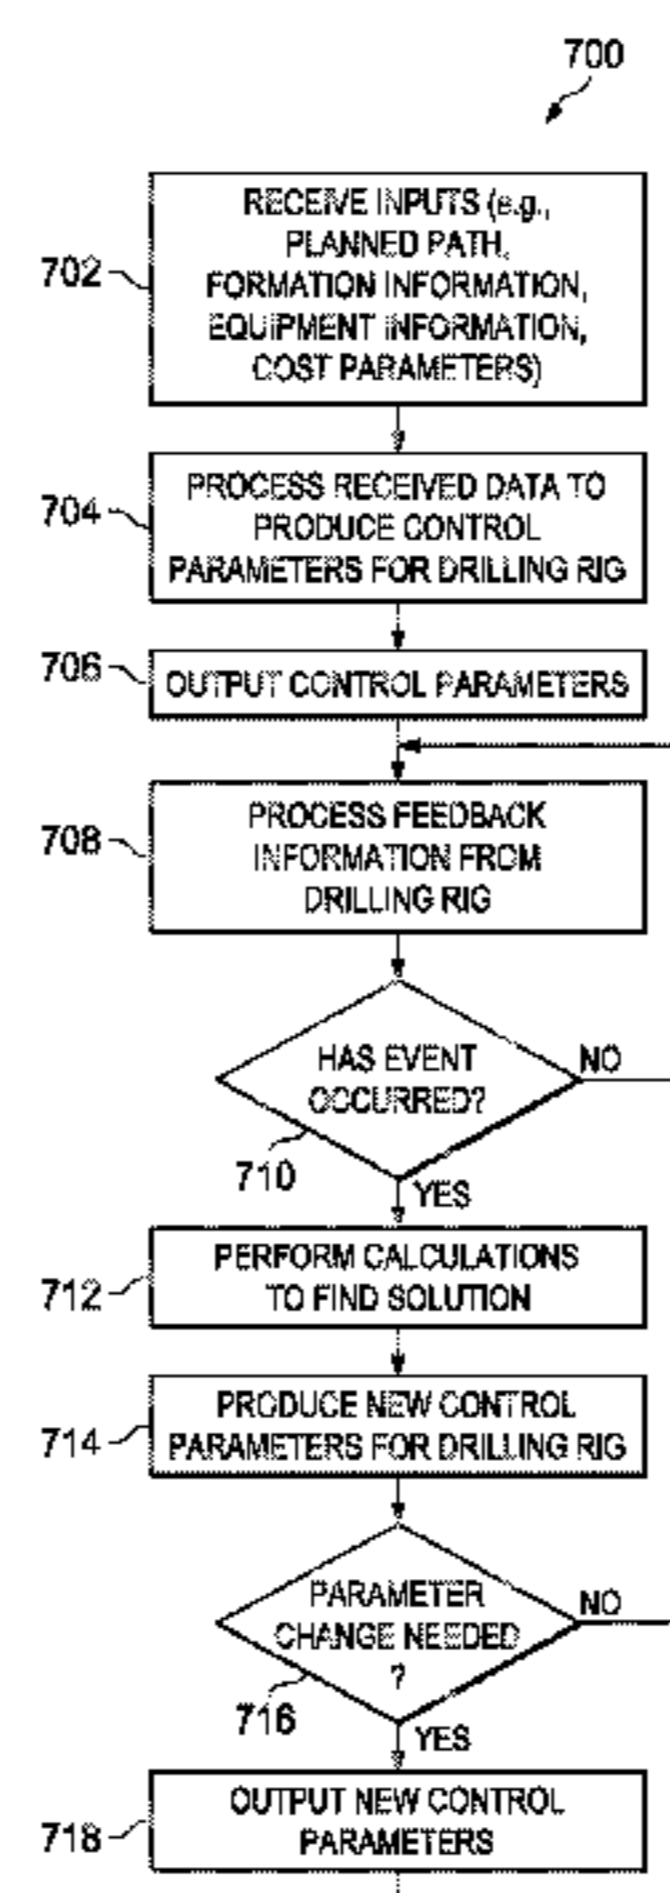 700
702
RECEIVE INPUTS (e.g.,
PLANNED PATH,
FORMATION INFORMATION,
EQUIPMENT INFORMATION,
COST PARAMETERS)
704
PROCESS RECEIVED DATA TO
PRODUCE CONTROL
PARAMETERS FOR DRILLING RIG
706
OUTPUT CONTROL PARAMETERS
708
PROCESS FEEDBACK
INFORMATION FROM
DRILLING RIG
HAS EVENT
OCCURRED?
NO
710
YES
712
PERFORM CALCULATIONS
TO FIND SOLUTION
714
PRODUCE NEW CONTROL
PARAMETERS FOR DRILLING RIG
PARAMETER
CHANGE NEEDED
?
NO
716
YES
718
OUTPUT NEW CONTROL
PARAMETERS